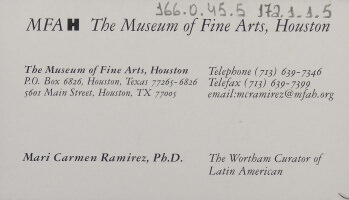 166.0.45.5 172.1.1.5
MFAH The Museum of Fine Arts, Houston
The Museum of Fine Arts, Houston
P.O. Box 6826, Houston, Texas 77265-6826
5601 Main Street, Houston, TX 77005
Telephone (713) 639-7346
Telefax (713) 639-7399
email:mcramirez@mfah.org
Mari Carmen Ramirez, Ph.D.
The Wortham Curator of
Latin American